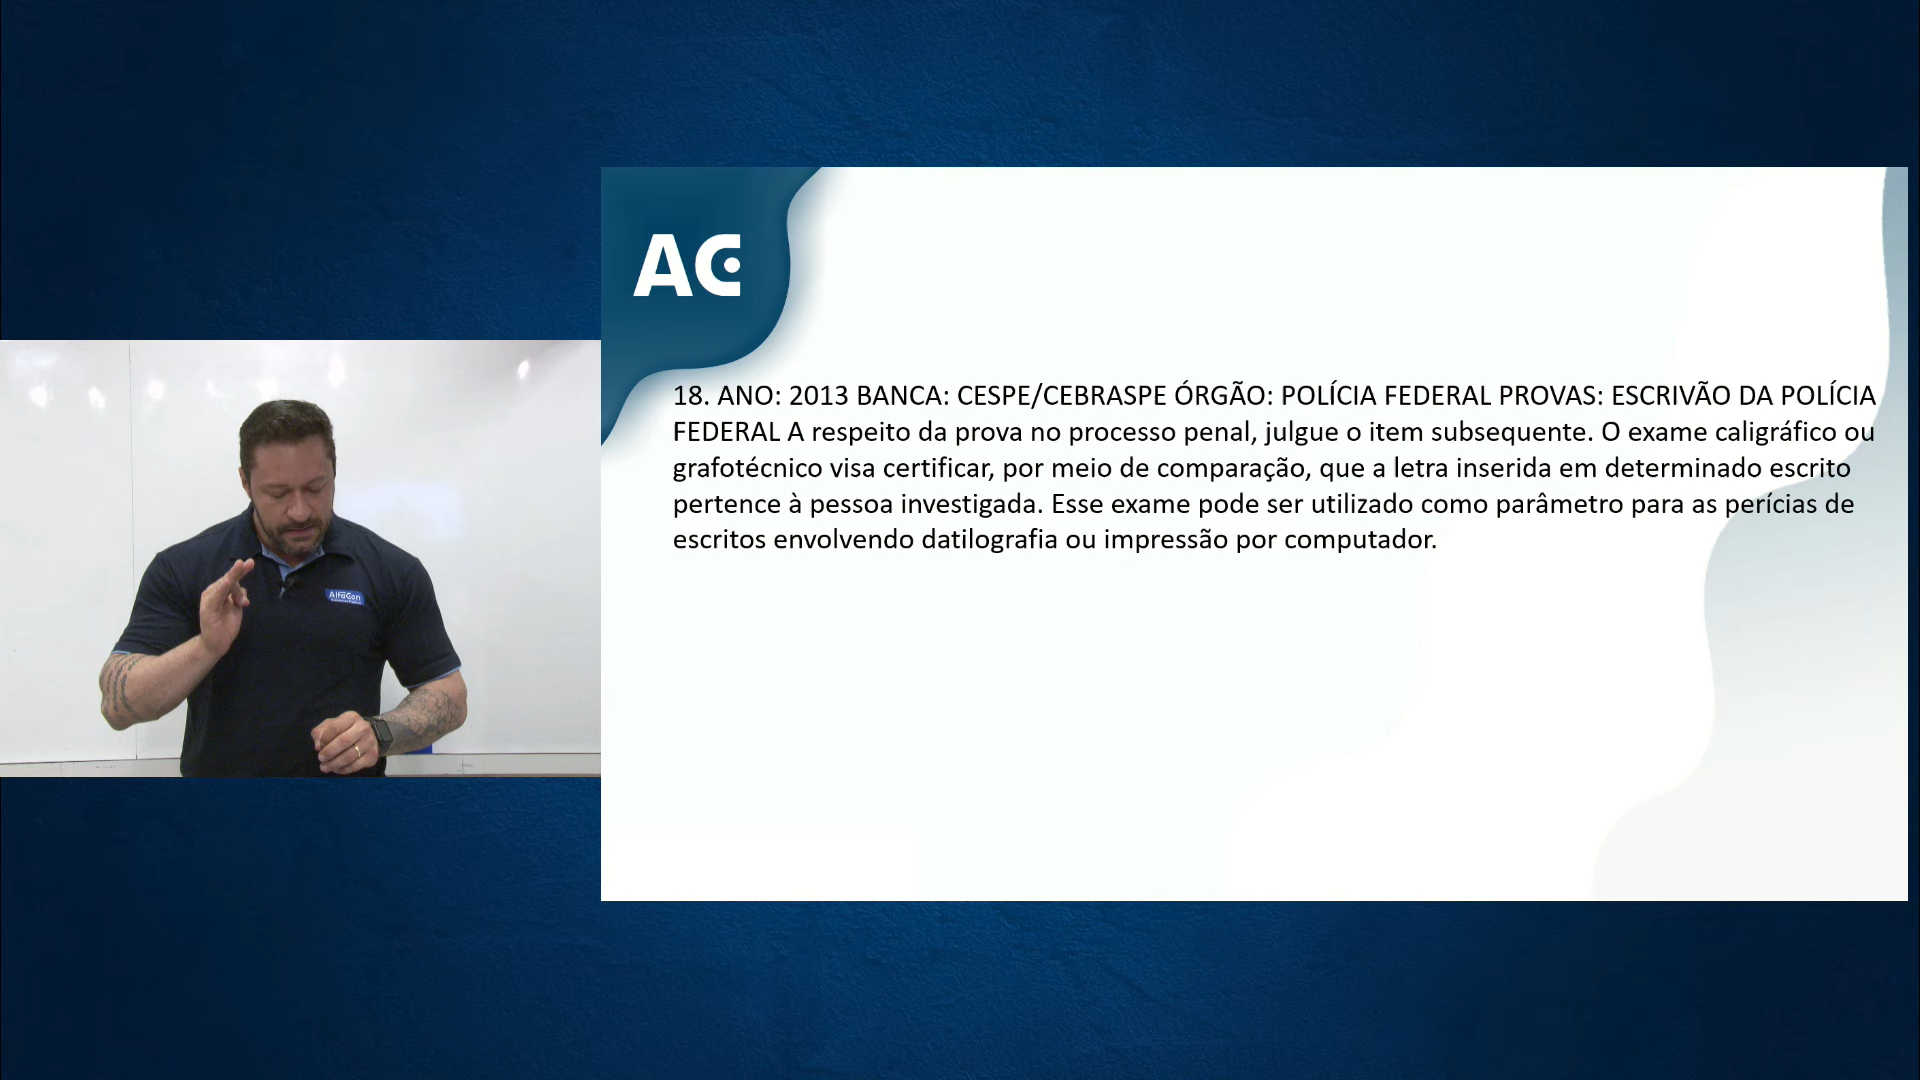 AC
18. ANO: 2013 BANCA: CESPE/CEBRASPE ÓRGÃO: POLÍCIA FEDERAL PROVAS: ESCRIVÃO DA POLÍCIA
FEDERAL A respeito da prova no processo penal, julgue o item subsequente. O exame caligráfico ou
grafotécnico visa certificar, por meio de comparação, que a letra inserida em determinado escrito
pertence à pessoa investigada. Esse exame pode ser utilizado como parâmetro para as perícias de
escritos envolvendo datilografia ou impressão por computador.
AlfaCon